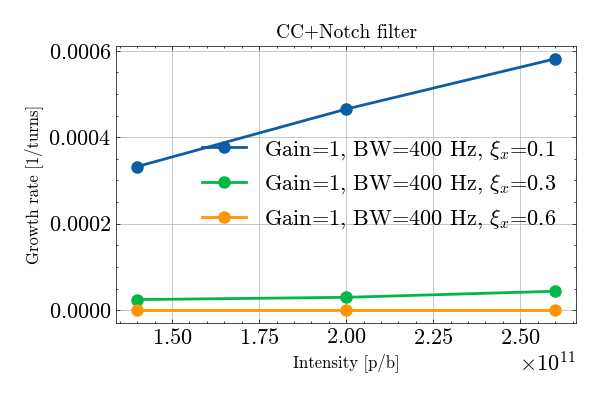 CC+Notch filter
Growth rate [1/turns]
0.0006
0.0004
0.0002
0.0000
Gain=1, BW=400 Hz, ξₓ=0.1
Gain=1, BW=400 Hz, ξₓ=0.3
Gain=1, BW=400 Hz, ξₓ=0.6
1.50 1.75 2.00 2.25 2.50
Intensity [p/b]
×10¹¹